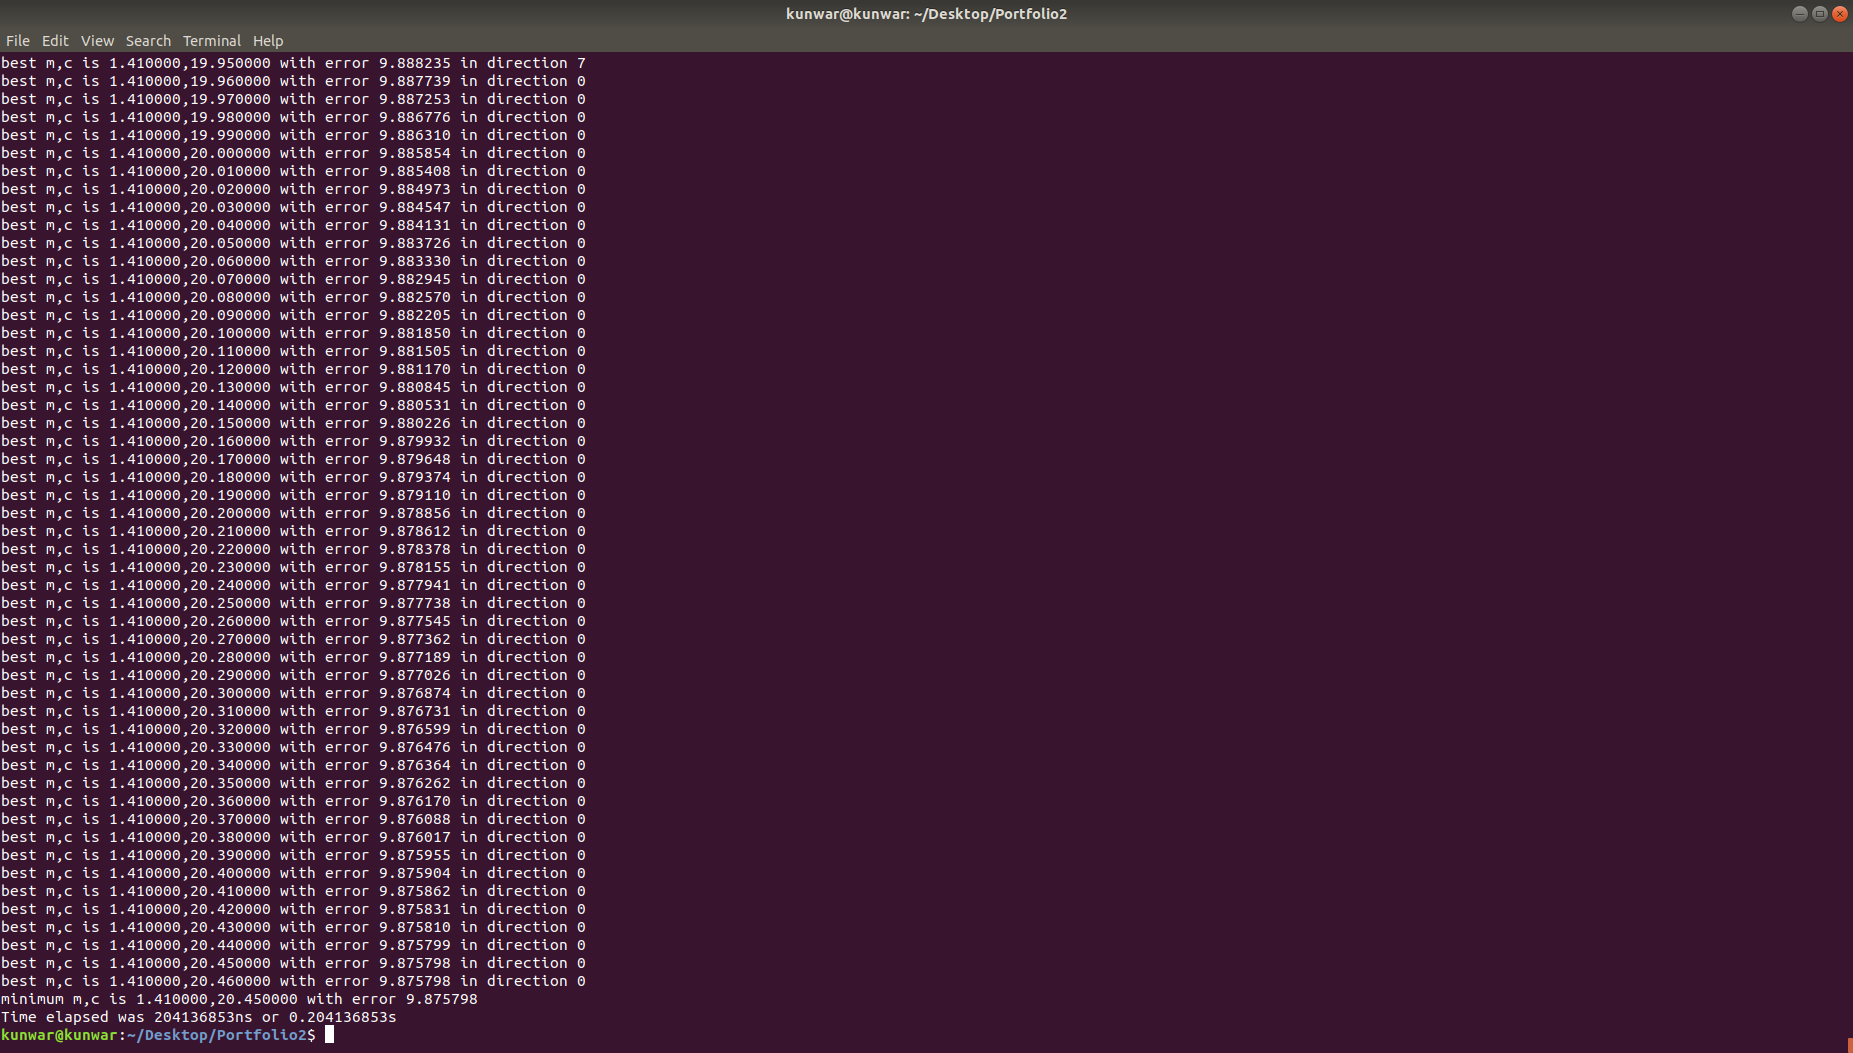 kunwar@kunwar: ~/Desktop/Portfolio2
File Edit View Search Terminal Help
best m,c is 1.410000,19.950000 with error 9.888235 in direction 7
best m,c is 1.410000,19.960000 with error 9.887739 in direction 0
best m,c is 1.410000,19.970000 with error 9.887253 in direction 0
best m,c is 1.410000,19.980000 with error 9.886776 in direction 0
best m,c is 1.410000,19.990000 with error 9.886310 in direction 0
best m,c is 1.410000,20.000000 with error 9.885854 in direction 0
best m,c is 1.410000,20.010000 with error 9.885408 in direction 0
best m,c is 1.410000,20.020000 with error 9.884973 in direction 0
best m,c is 1.410000,20.030000 with error 9.884547 in direction 0
best m,c is 1.410000,20.040000 with error 9.884131 in direction 0
best m,c is 1.410000,20.050000 with error 9.883726 in direction 0
best m,c is 1.410000,20.060000 with error 9.883330 in direction 0
best m,c is 1.410000,20.070000 with error 9.882945 in direction 0
best m,c is 1.410000,20.080000 with error 9.882570 in direction 0
best m,c is 1.410000,20.090000 with error 9.882205 in direction 0
best m,c is 1.410000,20.100000 with error 9.881850 in direction 0
best m,c is 1.410000,20.110000 with error 9.881505 in direction 0
best m,c is 1.410000,20.120000 with error 9.881170 in direction 0
best m,c is 1.410000,20.130000 with error 9.880845 in direction 0
best m,c is 1.410000,20.140000 with error 9.880531 in direction 0
best m,c is 1.410000,20.150000 with error 9.880226 in direction 0
best m,c is 1.410000,20.160000 with error 9.879932 in direction 0
best m,c is 1.410000,20.170000 with error 9.879648 in direction 0
best m,c is 1.410000,20.180000 with error 9.879374 in direction 0
best m,c is 1.410000,20.190000 with error 9.879110 in direction 0
best m,c is 1.410000,20.200000 with error 9.878856 in direction 0
best m,c is 1.410000,20.210000 with error 9.878612 in direction 0
best m,c is 1.410000,20.220000 with error 9.878378 in direction 0
best m,c is 1.410000,20.230000 with error 9.878155 in direction 0
best m,c is 1.410000,20.240000 with error 9.877941 in direction 0
best m,c is 1.410000,20.250000 with error 9.877738 in direction 0
best m,c is 1.410000,20.260000 with error 9.877545 in direction 0
best m,c is 1.410000,20.270000 with error 9.877362 in direction 0
best m,c is 1.410000,20.280000 with error 9.877189 in direction 0
best m,c is 1.410000,20.290000 with error 9.877026 in direction 0
best m,c is 1.410000,20.300000 with error 9.876874 in direction 0
best m,c is 1.410000,20.310000 with error 9.876731 in direction 0
best m,c is 1.410000,20.320000 with error 9.876599 in direction 0
best m,c is 1.410000,20.330000 with error 9.876476 in direction 0
best m,c is 1.410000,20.340000 with error 9.876364 in direction 0
best m,c is 1.410000,20.350000 with error 9.876262 in direction 0
best m,c is 1.410000,20.360000 with error 9.876170 in direction 0
best m,c is 1.410000,20.370000 with error 9.876088 in direction 0
best m,c is 1.410000,20.380000 with error 9.876017 in direction 0
best m,c is 1.410000,20.390000 with error 9.875955 in direction 0
best m,c is 1.410000,20.400000 with error 9.875904 in direction 0
best m,c is 1.410000,20.410000 with error 9.875862 in direction 0
best m,c is 1.410000,20.420000 with error 9.875831 in direction 0
best m,c is 1.410000,20.430000 with error 9.875810 in direction 0
best m,c is 1.410000,20.440000 with error 9.875799 in direction 0
best m,c is 1.410000,20.450000 with error 9.875798 in direction 0
best m,c is 1.410000,20.460000 with error 9.875798 in direction 0
minimum m,c is 1.410000,20.450000 with error 9.875798
Time elapsed was 204136853ns or 0.204136853s
kunwar@kunwar:~/Desktop/Portfolio2$